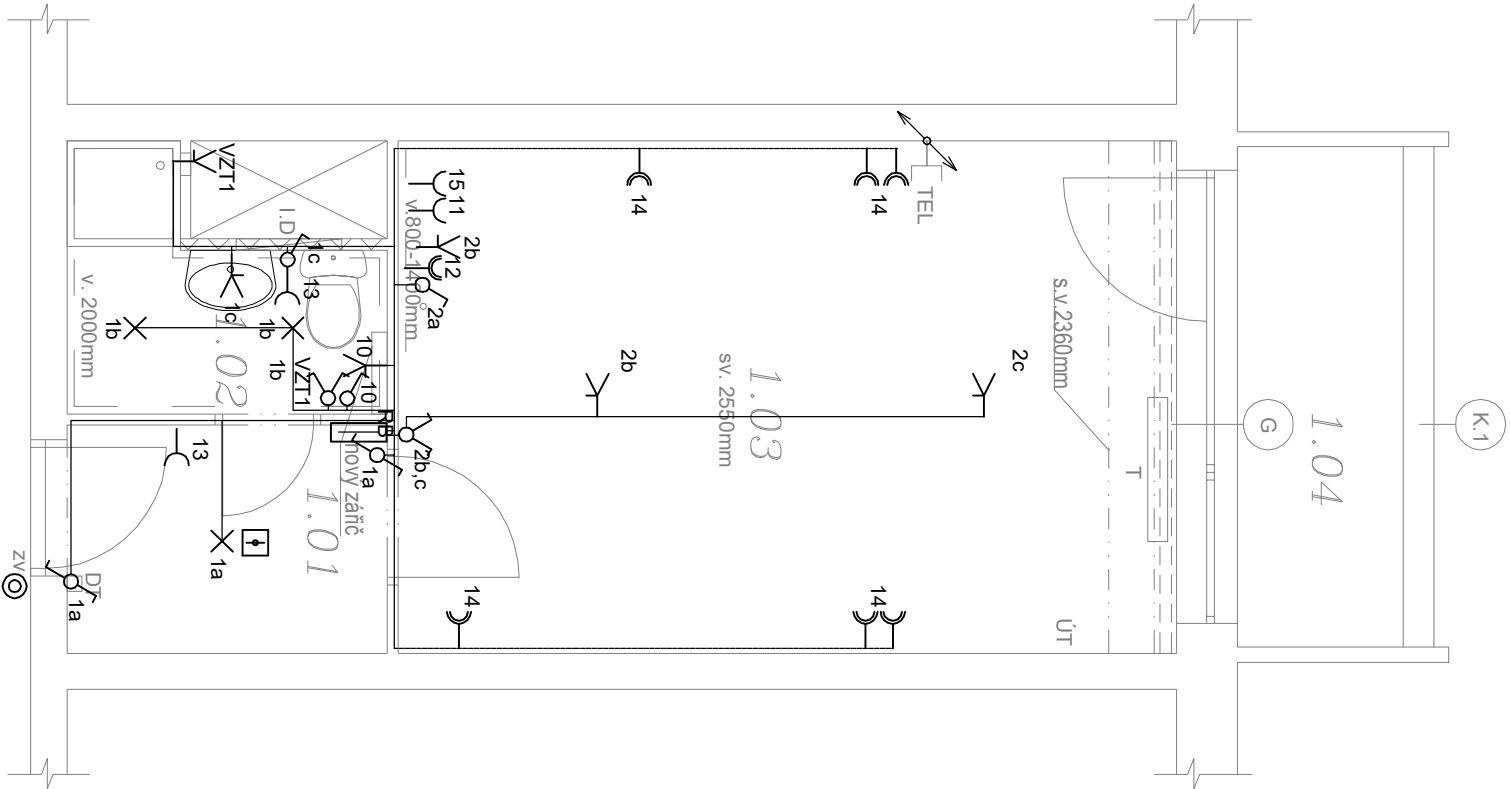 VZT1
I.D
1c
13
1c
v. 2000mm
1b
1b
1.02
1b
VZT1
10
10
RB
nový zářič
1a
13
1.01
1a
DT
1a
zv
15
11
v.800-1400mm
2b
12
2a
14
14
TEL
2b
2b,c
1.03
sv. 2550mm
2c
s.v.2360mm
T
ÚT
14
14
G
1.04
K.1